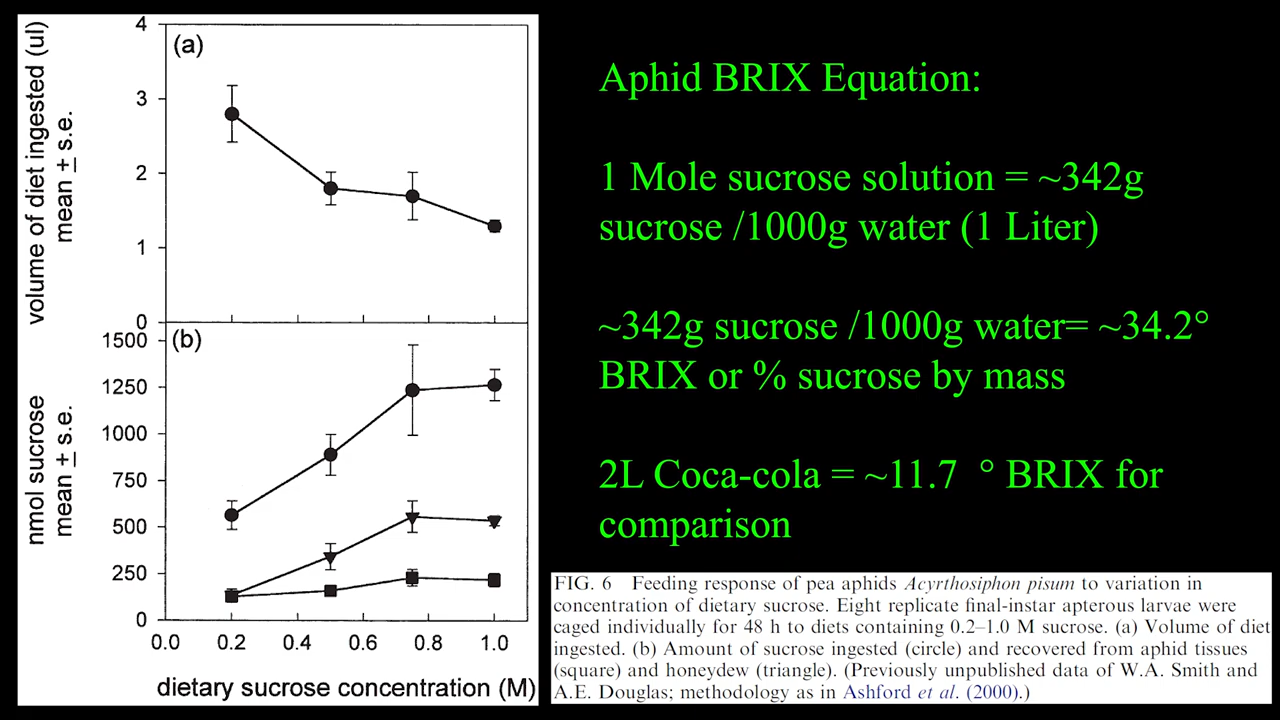 (a)
volume of diet ingested (ul)
mean ± s.e.
4
3
2
1
0
(b)
nmol sucrose
mean ± s.e.
1500
1250
1000
750
500
250
0
0.0 0.2 0.4 0.6 0.8 1.0
dietary sucrose concentration (M)
Aphid BRIX Equation:
1 Mole sucrose solution = ~342g
sucrose /1000g water (1 Liter)
~342g sucrose /1000g water= ~34.2°
BRIX or % sucrose by mass
2L Coca-cola = ~11.7 ° BRIX for
comparison
FIG. 6 Feeding response of pea aphids Acyrthosiphon pisum to variation in
concentration of dietary sucrose. Eight replicate final-instar apterous larvae were
caged individually for 48 h to diets containing 0.2–1.0 M sucrose. (a) Volume of diet
ingested. (b) Amount of sucrose ingested (circle) and recovered from aphid tissues
(square) and honeydew (triangle). (Previously unpublished data of W.A. Smith and
A.E. Douglas; methodology as in Ashford et al. (2000).)